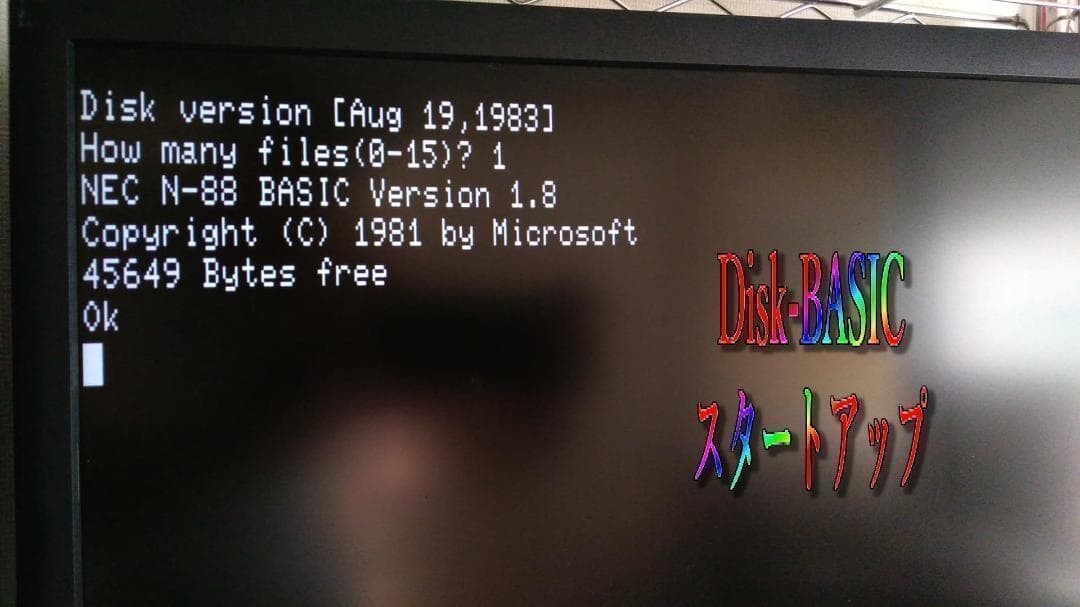 Disk version [Aug 19,1983]
How many files(0-15)? 1
NEC N-88 BASIC Version 1.8
Copyright (C) 1981 by Microsoft
45649 Bytes free
Ok
Disk-BASIC
スタートアップ